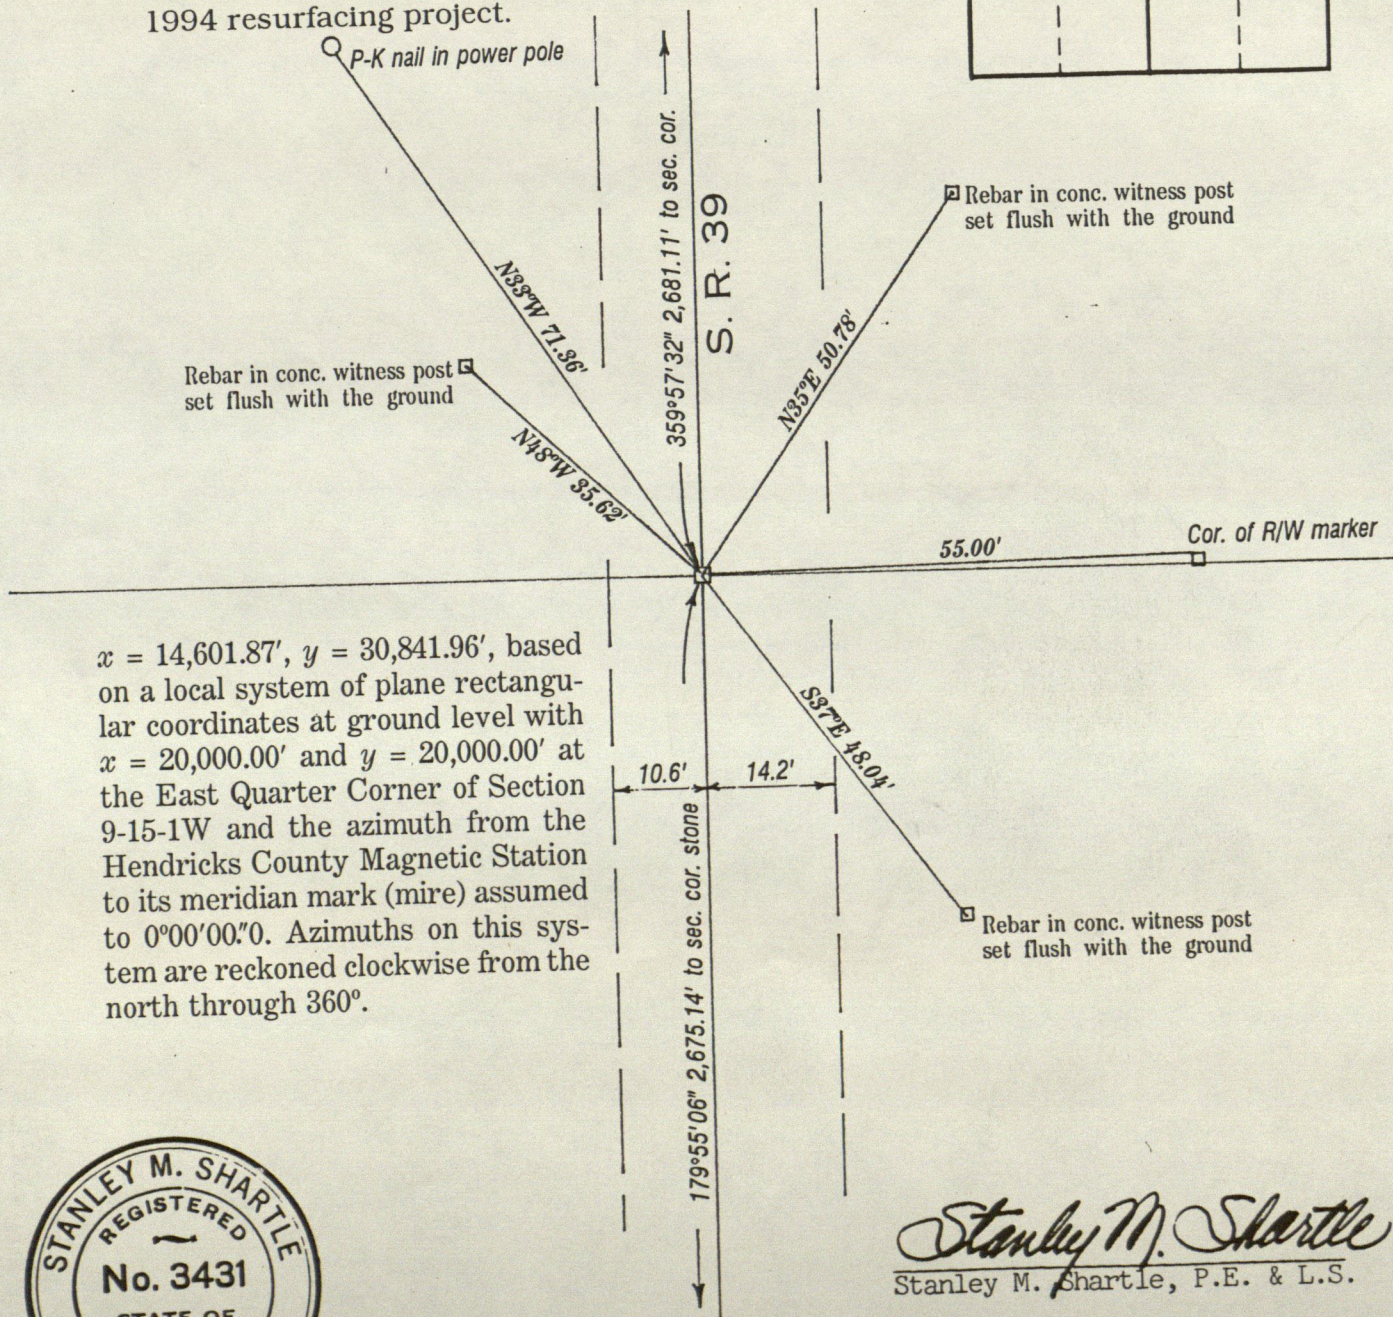 1994 resurfacing project.
P-K nail in power pole
359°57'32" 2,681.11' to sec. cor.
S. R. 39
Rebar in conc. witness post
set flush with the ground
N33°W 71.36'
N35°E 50.78'
Rebar in conc. witness post
set flush with the ground
N48°W 35.62'
Cor. of R/W marker
55.00'
x = 14,601.87', y = 30,841.96', based
on a local system of plane rectangu-
lar coordinates at ground level with
x = 20,000.00' and y = 20,000.00' at
the East Quarter Corner of Section
9-15-1W and the azimuth from the
Hendricks County Magnetic Station
to its meridian mark (mire) assumed
to 0°00'00."0. Azimuths on this sys-
tem are reckoned clockwise from the
north through 360°.
S37°E 48.04'
10.6'
14.2'
179°55'06" 2,675.14' to sec. cor. stone
Rebar in conc. witness post
set flush with the ground
STANLEY M. SHARTLE
REGISTERED
No. 3431
STATE OF
Stanley M. Shartle
Stanley M. Shartle, P.E. & L.S.